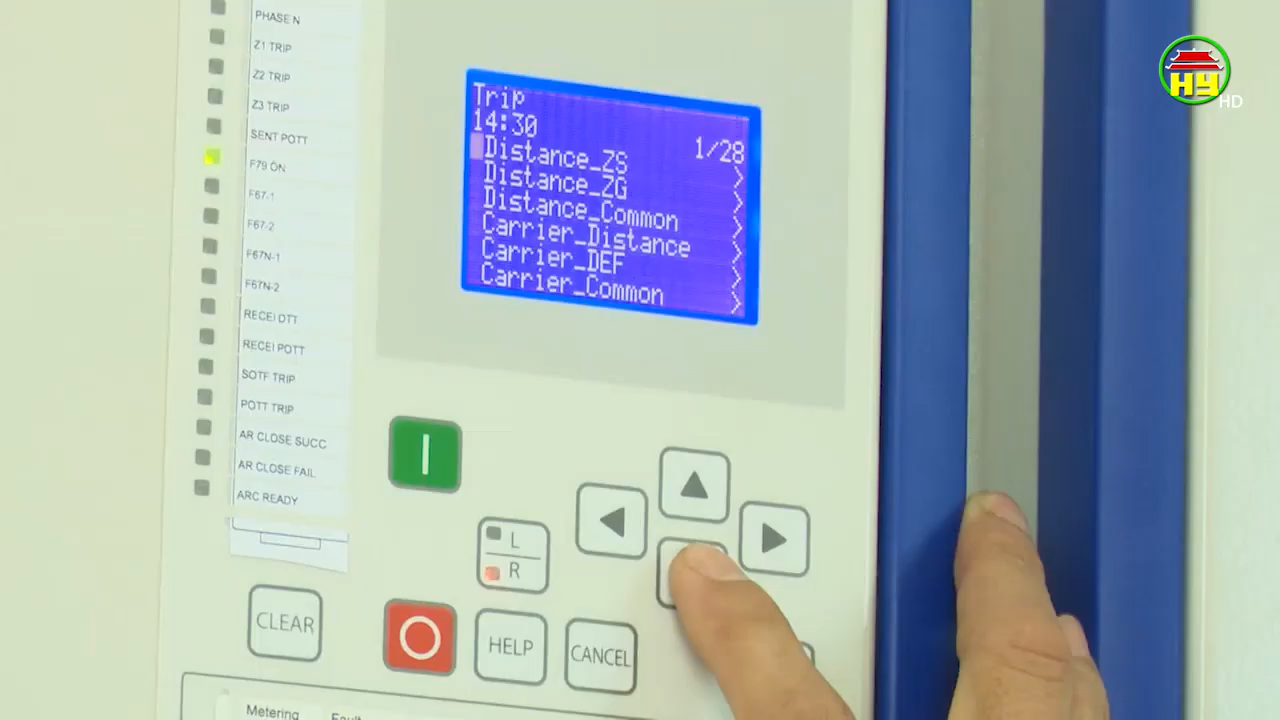 PHASE N
Z1 TRIP
Z2 TRIP
Z3 TRIP
SENT POTT
F79 ON
F67-1
F67-2
F67N-1
F67N-2
RECEI DTT
RECEI POTT
SOTF TRIP
POTT TRIP
AR CLOSE SUCC
AR CLOSE FAIL
ARC READY
Trip
14:30 1/28
Distance_ZS
Distance_ZG
Distance_Common
Carrier_Distance
Carrier_DEF
Carrier_Common
HY
HD
L
R
CLEAR
HELP
CANCEL
Metering